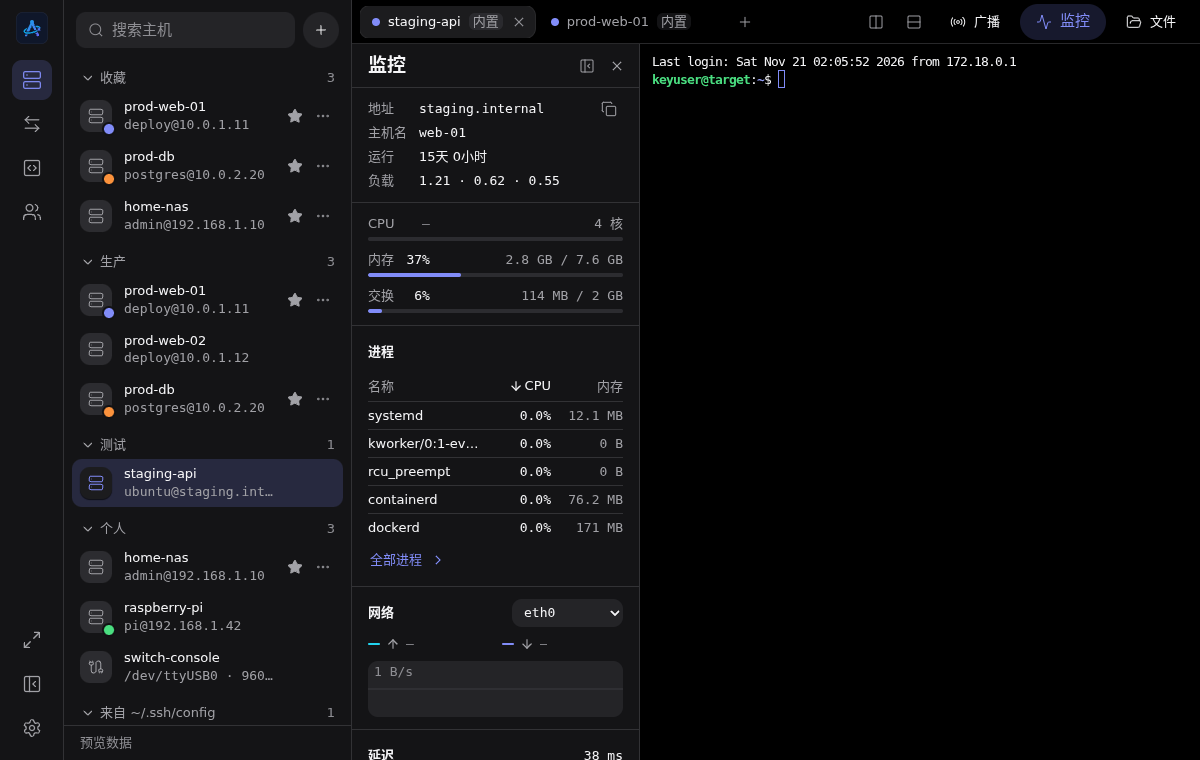 搜索主机
收藏 3
prod-web-01
deploy@10.0.1.11
prod-db
postgres@10.0.2.20
home-nas
admin@192.168.1.10
生产 3
prod-web-01
deploy@10.0.1.11
prod-web-02
deploy@10.0.1.12
prod-db
postgres@10.0.2.20
测试 1
staging-api
ubuntu@staging.int…
个人 3
home-nas
admin@192.168.1.10
raspberry-pi
pi@192.168.1.42
switch-console
/dev/ttyUSB0 · 960…
来自 ~/.ssh/config 1
预览数据
staging-api 内置
prod-web-01 内置
广播
监控
文件
监控
地址 staging.internal
主机名 web-01
运行 15天 0小时
负载 1.21 · 0.62 · 0.55
CPU — 4 核
内存 37% 2.8 GB / 7.6 GB
交换 6% 114 MB / 2 GB
进程
名称 CPU 内存
systemd 0.0% 12.1 MB
kworker/0:1-ev… 0.0% 0 B
rcu_preempt 0.0% 0 B
containerd 0.0% 76.2 MB
dockerd 0.0% 171 MB
全部进程
网络 eth0
↑ — ↓ —
1 B/s
延迟 38 ms
Last login: Sat Nov 21 02:05:52 2026 from 172.18.0.1
keyuser@target:~$